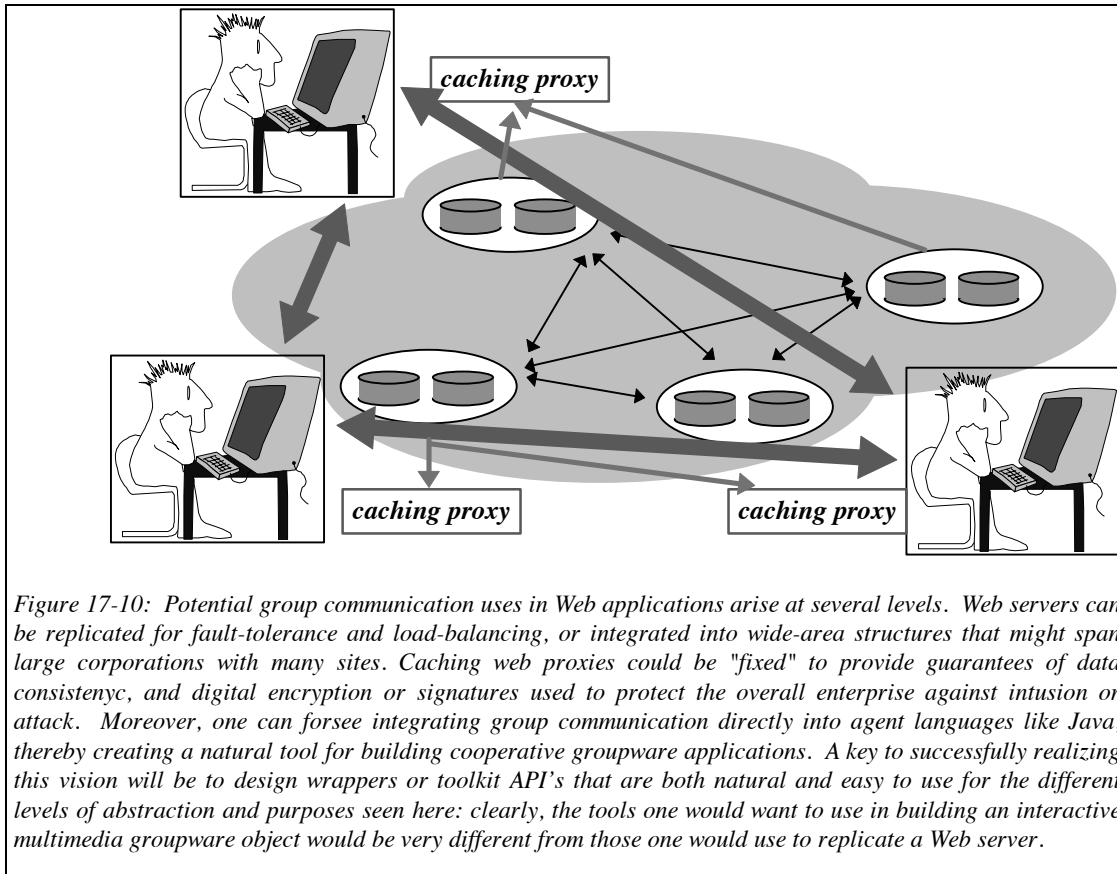 caching proxy
caching proxy
caching proxy
Figure 17-10: Potential group communication uses in Web applications arise at several levels. Web servers can
be replicated for fault-tolerance and load-balancing, or integrated into wide-area structures that might span
large corporations with many sites. Caching web proxies could be "fixed" to provide guarantees of data
consistenyc, and digital encryption or signatures used to protect the overall enterprise against intusion or
attack. Moreover, one can forsee integrating group communication directly into agent languages like Java,
thereby creating a natural tool for building cooperative groupware applications. A key to successfully realizing
this vision will be to design wrappers or toolkit API's that are both natural and easy to use for the different
levels of abstraction and purposes seen here: clearly, the tools one would want to use in building an interactive
multimedia groupware object would be very different from those one would use to replicate a Web server.